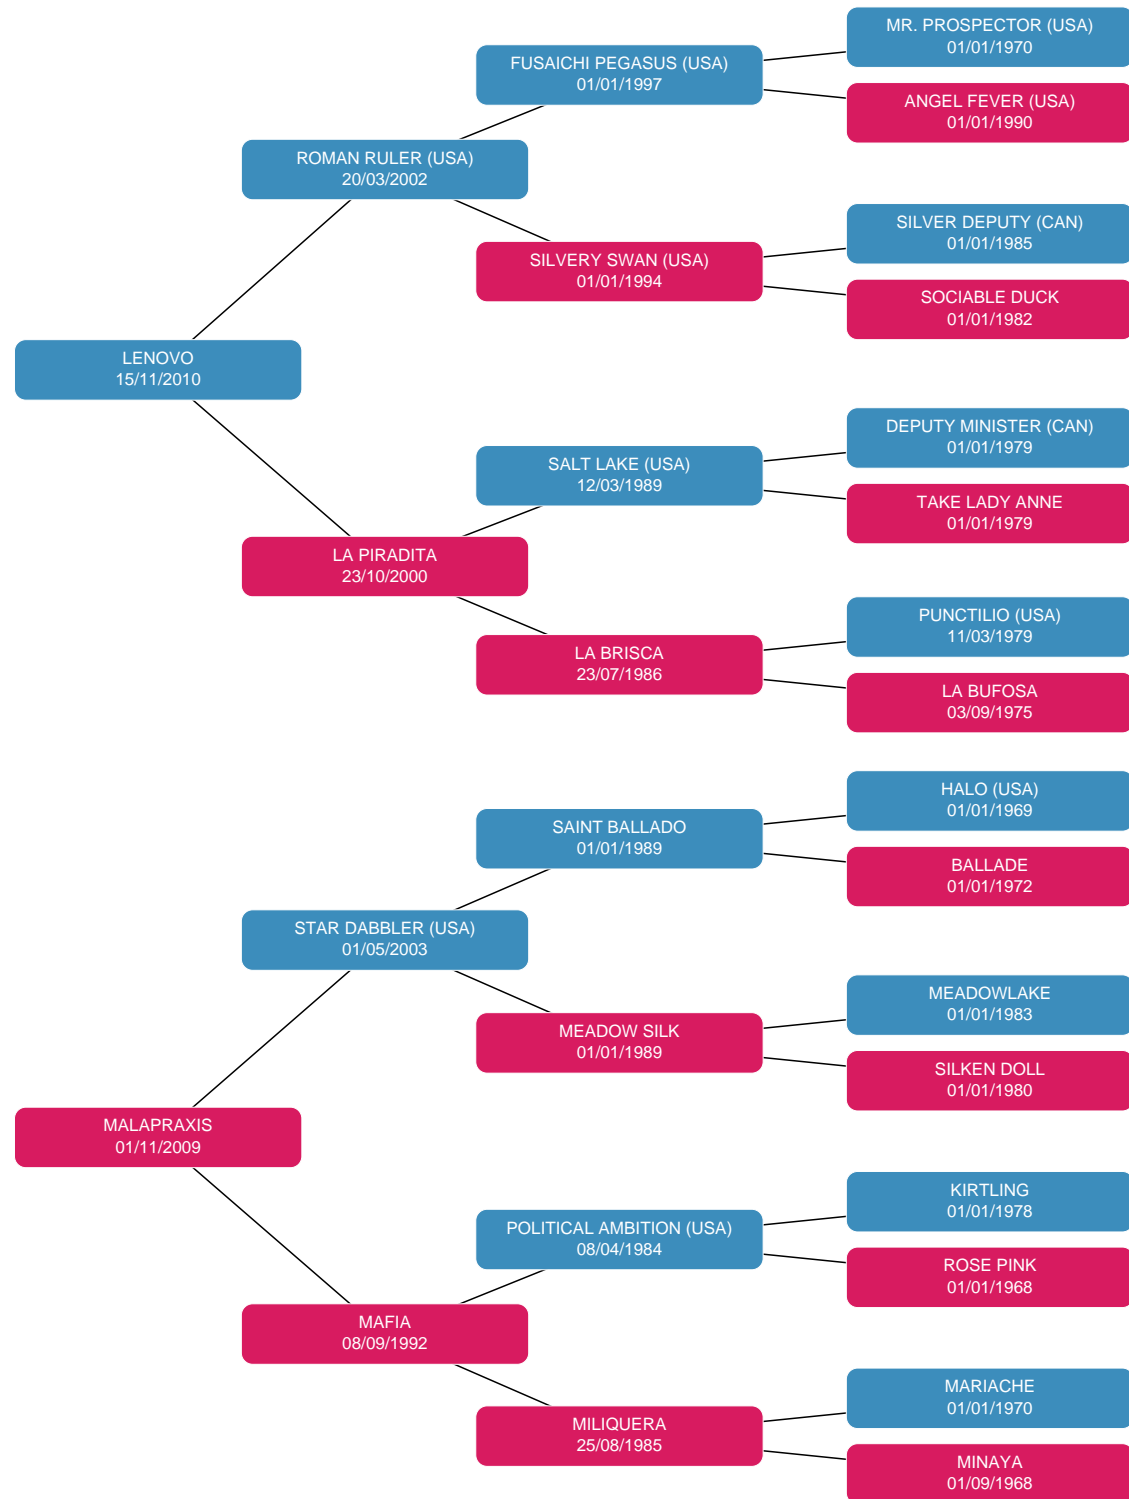 MR. PROSPECTOR (USA)
01/01/1970
FUSAICHI PEGASUS (USA)
01/01/1997
ANGEL FEVER (USA)
01/01/1990
ROMAN RULER (USA)
20/03/2002
SILVER DEPUTY (CAN)
01/01/1985
SILVERY SWAN (USA)
01/01/1994
SOCIABLE DUCK
01/01/1982
LENOVO
15/11/2010
DEPUTY MINISTER (CAN)
01/01/1979
SALT LAKE (USA)
12/03/1989
TAKE LADY ANNE
01/01/1979
LA PIRADITA
23/10/2000
PUNCTILIO (USA)
11/03/1979
LA BRISCA
23/07/1986
LA BUFOSA
03/09/1975
HALO (USA)
01/01/1969
SAINT BALLADO
01/01/1989
BALLADE
01/01/1972
STAR DABBLER (USA)
01/05/2003
MEADOWLAKE
01/01/1983
MEADOW SILK
01/01/1989
SILKEN DOLL
01/01/1980
MALAPRAXIS
01/11/2009
KIRTLING
01/01/1978
POLITICAL AMBITION (USA)
08/04/1984
ROSE PINK
01/01/1968
MAFIA
08/09/1992
MARIACHE
01/01/1970
MILIQUERA
25/08/1985
MINAYA
01/09/1968